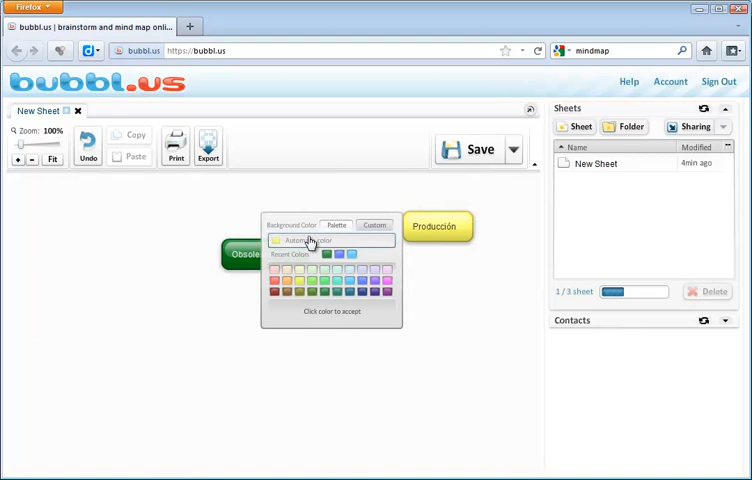 Firefox
bubbl.us | brainstorm and mind map onli...
bubbl.us https://bubbl.us mindmap
bubbl.us
Help Account Sign Out
New Sheet
Zoom: 100%
Fit
Undo
Copy
Paste
Print
Export
Save
Sheets
Sheet Folder Sharing
Name Modified
New Sheet 4min ago
1 / 3 sheet Delete
Contacts
Producción
Background Color Palette Custom
Recent Colors
Click color to accept